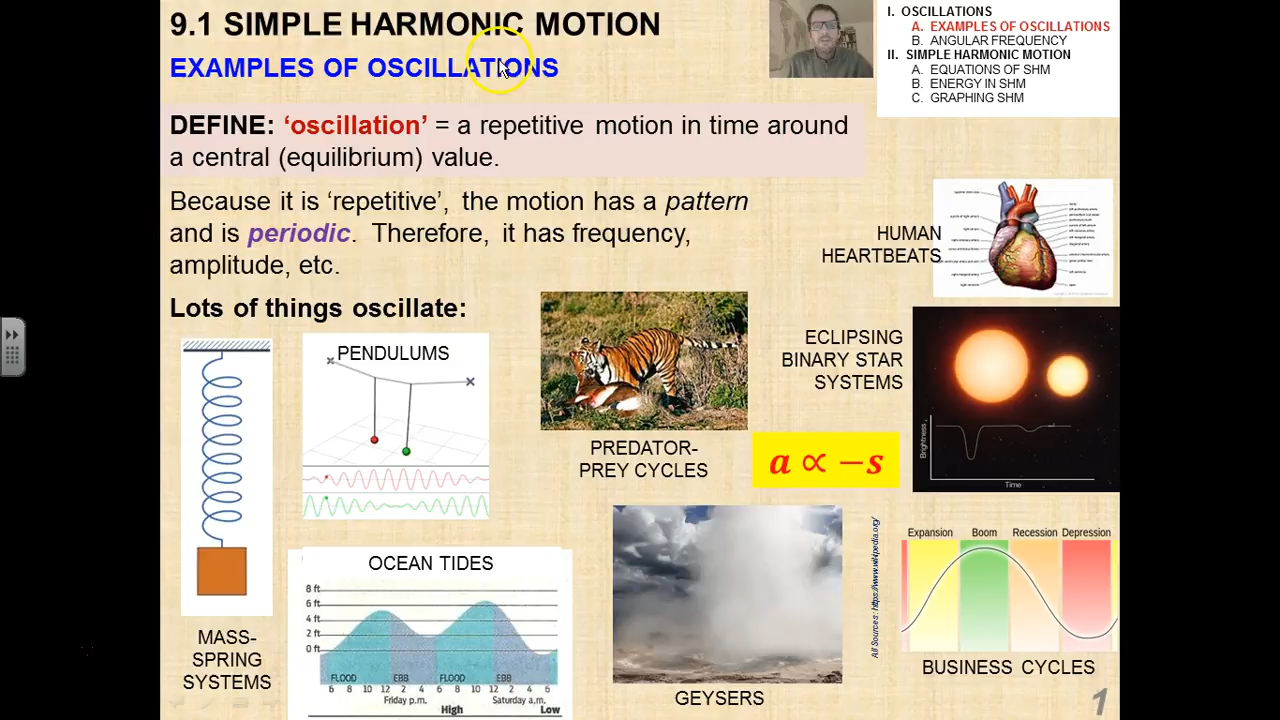 9.1 SIMPLE HARMONIC MOTION
EXAMPLES OF OSCILLATIONS
I. OSCILLATIONS
A. EXAMPLES OF OSCILLATIONS
B. ANGULAR FREQUENCY
II. SIMPLE HARMONIC MOTION
A. EQUATIONS OF SHM
B. ENERGY IN SHM
C. GRAPHING SHM
DEFINE: ‘oscillation’ = a repetitive motion in time around
a central (equilibrium) value.
Because it is ‘repetitive’, the motion has a pattern
and is periodic. Therefore, it has frequency,
amplitude, etc.
Lots of things oscillate:
HUMAN
HEARTBEATS
PENDULUMS
ECLIPSING
BINARY STAR
SYSTEMS
Brightness
Time
PREDATOR-
PREY CYCLES
a ∝ −s
MASS-
SPRING
SYSTEMS
OCEAN TIDES
8 ft
6 ft
4 ft
2 ft
0 ft
FLOOD EBB FLOOD EBB
6 8 10 12 2 4 6 8 10 12 2 4 6
Friday p.m. Saturday a.m.
High Low
GEYSERS
All Sources: https://www.wikipedia.org/
Expansion Boom Recession Depression
BUSINESS CYCLES
1